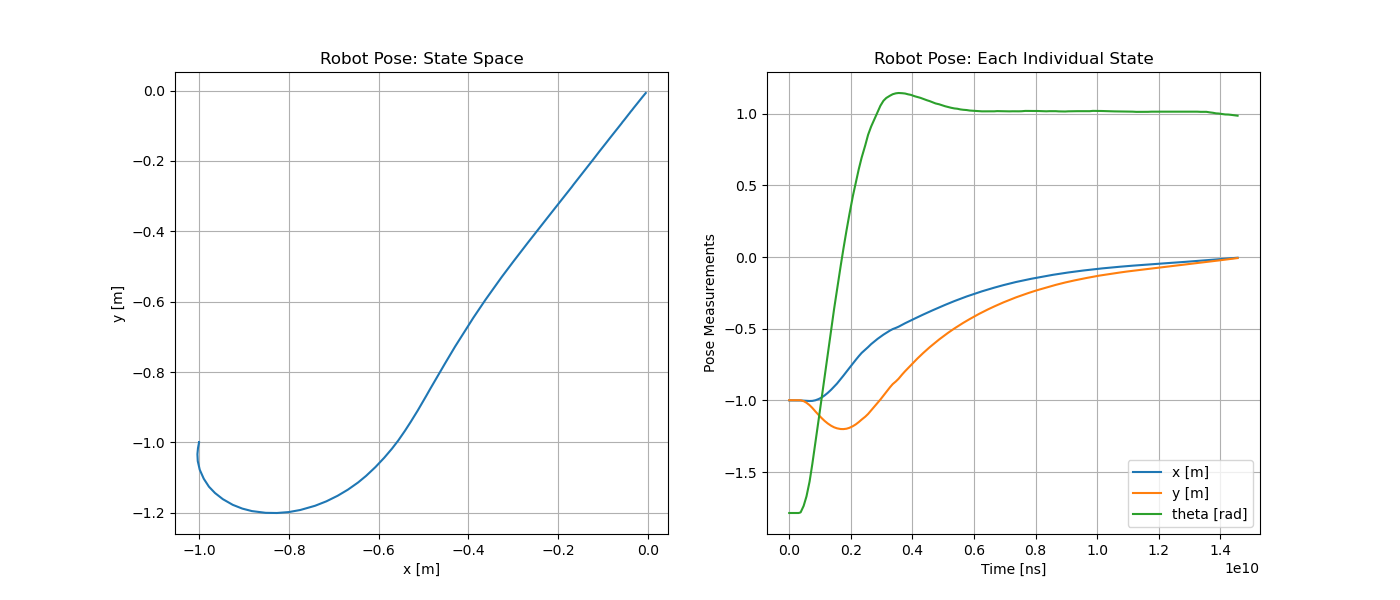 Robot Pose: State Space
0.0
−0.2
−0.4
−0.6
−0.8
−1.0
−1.2
y [m]
−1.0
−0.8
−0.6
−0.4
−0.2
0.0
x [m]
Robot Pose: Each Individual State
1.0
0.5
0.0
−0.5
−1.0
−1.5
Pose Measurements
x [m]
y [m]
theta [rad]
0.0
0.2
0.4
0.6
0.8
1.0
1.2
1.4
Time [ns]
1e10